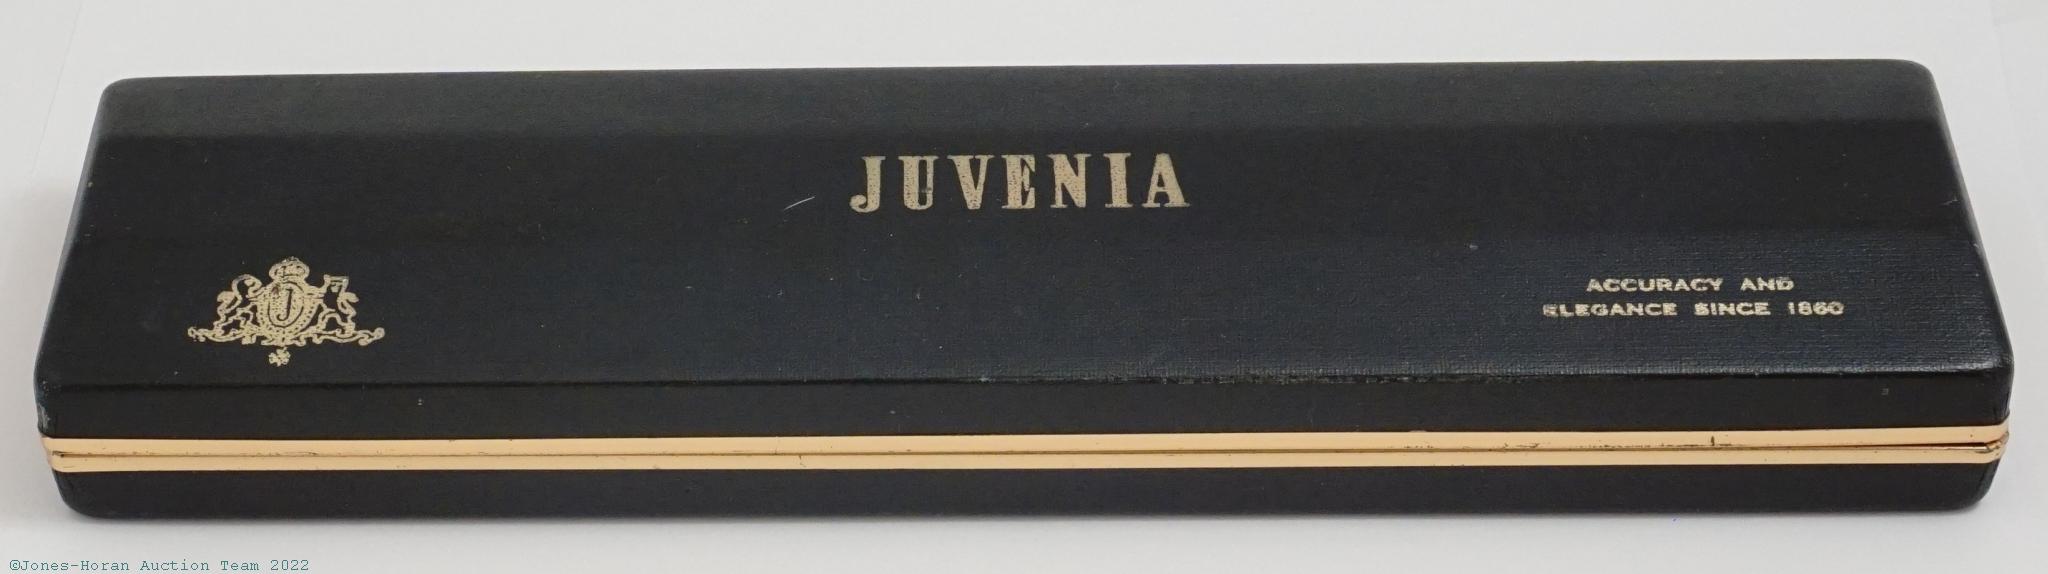 JUVENIA
J
ACCURACY AND
ELEGANCE SINCE 1860
©Jones-Horan Auction Team 2022